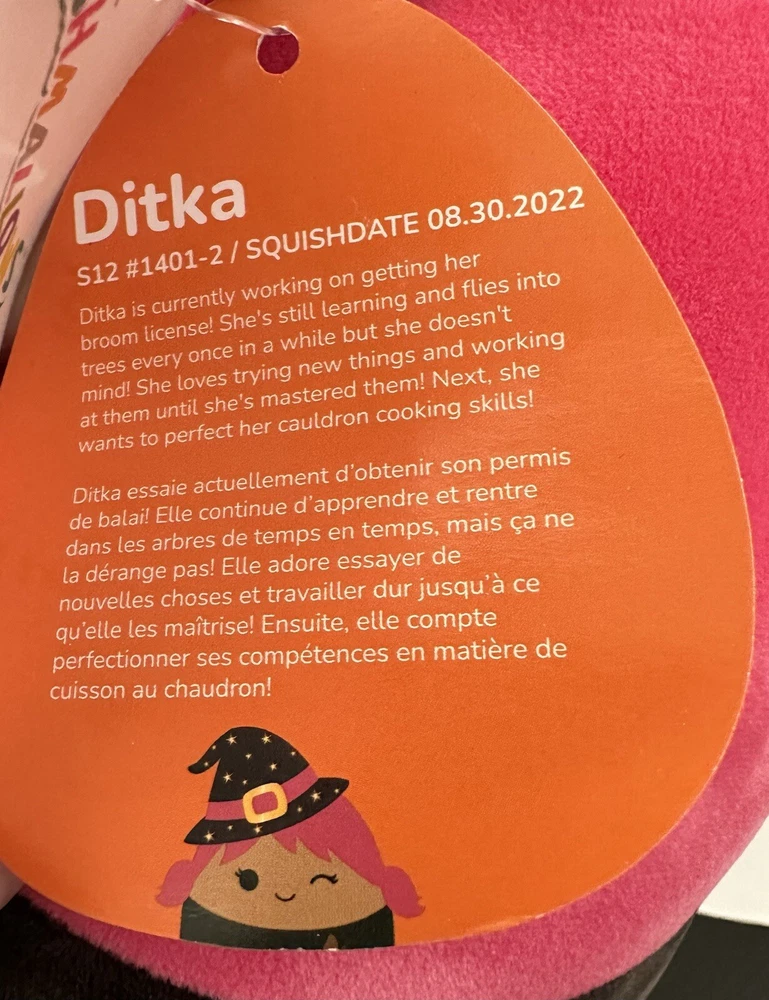 Ditka
S12 #1401-2 / SQUISHDATE 08.30.2022
Ditka is currently working on getting her
broom license! She's still learning and flies into
trees every once in a while but she doesn't
mind! She loves trying new things and working
at them until she's mastered them! Next, she
wants to perfect her cauldron cooking skills!
Ditka essaie actuellement d'obtenir son permis
de balai! Elle continue d'apprendre et rentre
dans les arbres de temps en temps, mais ça ne
la dérange pas! Elle adore essayer de
nouvelles choses et travailler dur jusqu'à ce
qu'elle les maîtrise! Ensuite, elle compte
perfectionner ses compétences en matière de
cuisson au chaudron!